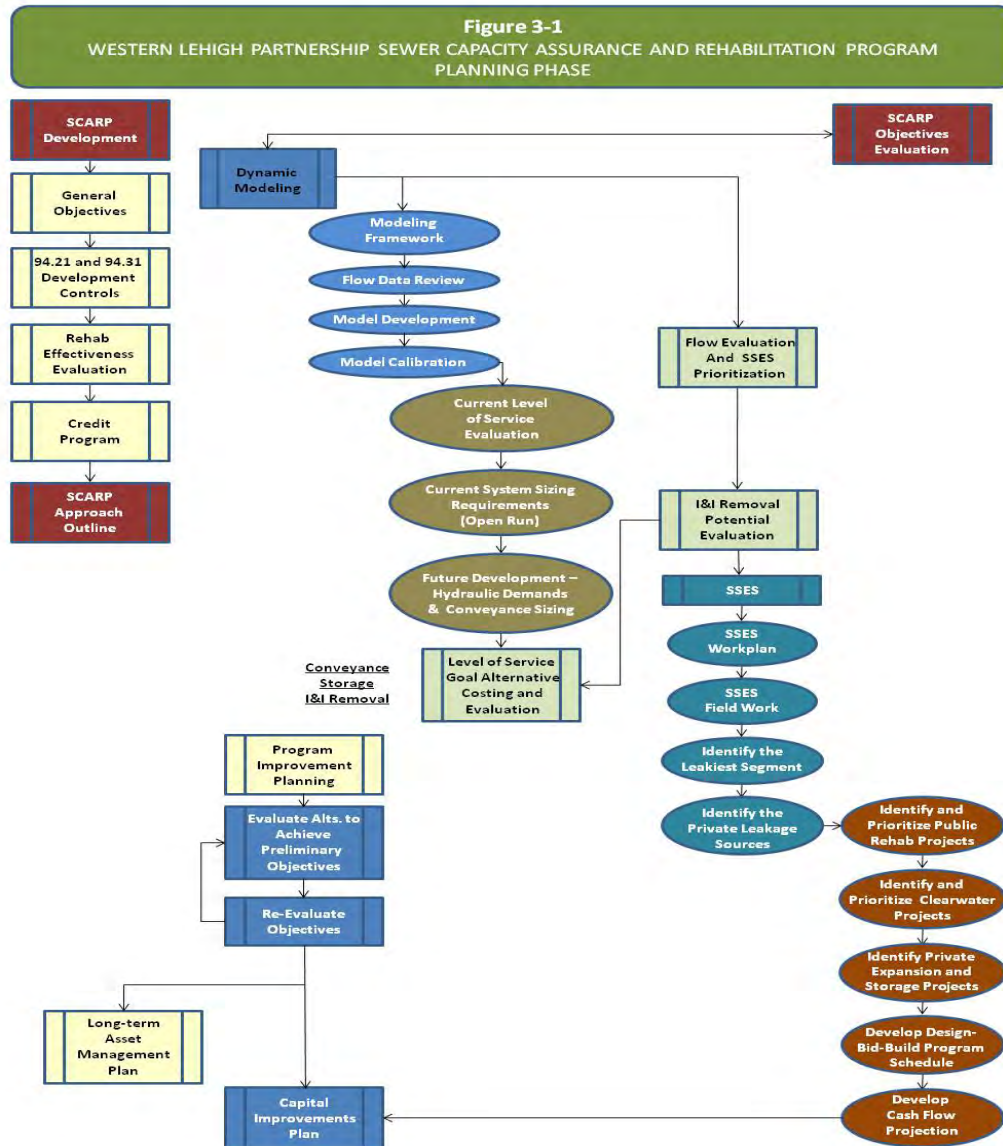 Figure 3-1
WESTERN LEHIGH PARTNERSHIP SEWER CAPACITY ASSURANCE AND REHABILITATION PROGRAM
PLANNING PHASE
SCARP
Development
General
Objectives
94.21 and 94.31
Development
Controls
Rehab
Effectiveness
Evaluation
Credit
Program
SCARP
Approach
Outline
Dynamic
Modeling
SCARP
Objectives
Evaluation
Modeling
Framework
Flow Data Review
Model Development
Model Calibration
Current Level
of Service
Evaluation
Current System Sizing
Requirements
(Open Run)
Future Development –
Hydraulic Demands
& Conveyance Sizing
Conveyance
Storage
I&I Removal
Level of Service
Goal Alternative
Costing and
Evaluation
Flow Evaluation
And SSES
Prioritization
I&I Removal
Potential
Evaluation
SSES
SSES
Workplan
SSES
Field Work
Identify the
Leakiest Segment
Identify the
Private Leakage
Sources
Identify and
Prioritize Public
Rehab Projects
Identify and
Prioritize Clearwater
Projects
Identify Private
Expansion and
Storage Projects
Develop Design-
Bid-Build Program
Schedule
Develop
Cash Flow
Projection
Program
Improvement
Planning
Evaluate Alts. to
Achieve
Preliminary
Objectives
Re-Evaluate
Objectives
Long-term
Asset
Management
Plan
Capital
Improvements
Plan